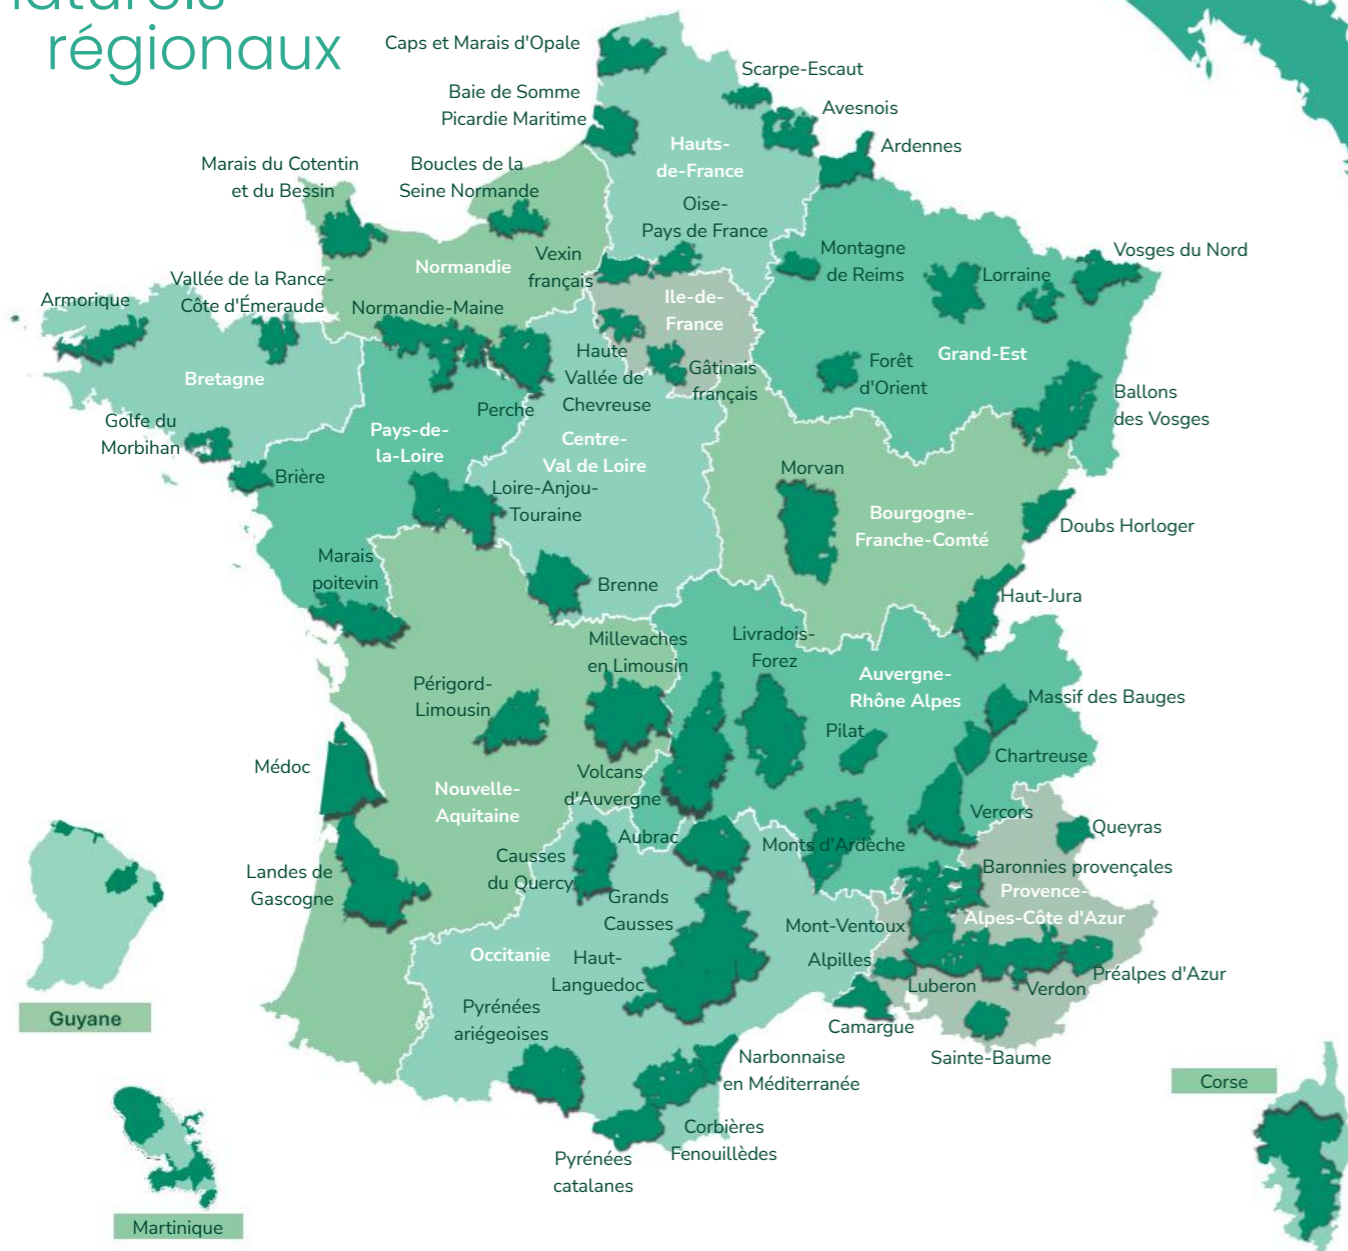 naturels
régionaux
Caps et Marais d'Opale
Scarpe-Escaut
Baie de Somme
Picardie Maritime
Avesnois
Ardennes
Hauts-
de-France
Marais du Cotentin
et du Bessin
Boucles de la
Seine Normande
Oise-
Pays de France
Vexin
français
Normandie
Montagne
de Reims
Lorraine
Vosges du Nord
Armorique
Vallée de la Rance-
Côte d'Émeraude
Normandie-Maine
Ile-de-
France
Haute
Vallée de
Chevreuse
Gâtinais
français
Forêt
d'Orient
Grand-Est
Bretagne
Perche
Ballons
des Vosges
Golfe du
Morbihan
Pays-de-
la-Loire
Centre-
Val de Loire
Brière
Loire-Anjou-
Touraine
Morvan
Bourgogne-
Franche-Comté
Doubs Horloger
Marais
poitevin
Brenne
Haut-Jura
Millevaches
en Limousin
Livradois-
Forez
Auvergne-
Rhône Alpes
Périgord-
Limousin
Massif des Bauges
Pilat
Chartreuse
Médoc
Volcans
d'Auvergne
Nouvelle-
Aquitaine
Vercors
Queyras
Aubrac
Monts d'Ardèche
Causses
du Quercy
Baronnies provençales
Landes de
Gascogne
Grands
Causses
Provence-
Alpes-Côte d'Azur
Mont-Ventoux
Occitanie
Haut-
Languedoc
Alpilles
Luberon
Verdon
Préalpes d'Azur
Pyrénées
ariégeoises
Camargue
Sainte-Baume
Guyane
Narbonnaise
en Méditerranée
Corse
Corbières
Fenouillèdes
Pyrénées
catalanes
Martinique